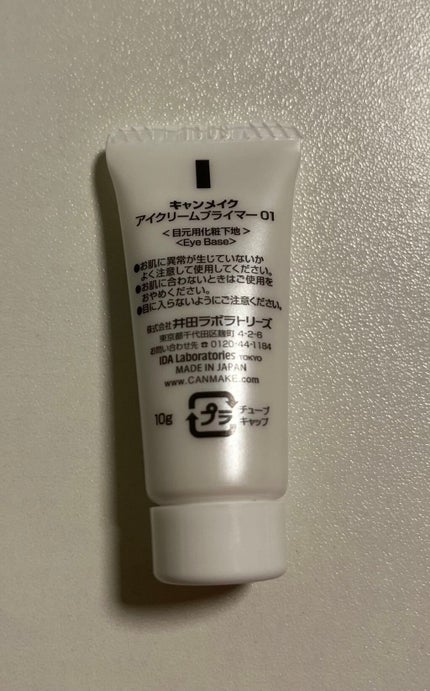 キャンメイク
アイクリームプライマー01
＜目元用化粧下地＞
<Eye Base>
●お肌に異常が生じていないか
よく注意して使用してください。
●お肌に合わないときはご使用を
おやめください。
●目に入らないようにご注意ください。
株式会社 井田ラボラトリーズ
東京都千代田区麹町 4-2-6
お問い合わせ先 ☎ 0120-44-1184
IDA Laboratories TOKYO
MADE IN JAPAN
www.CANMAKE.com
10g
プラ
チューブ
キャップ